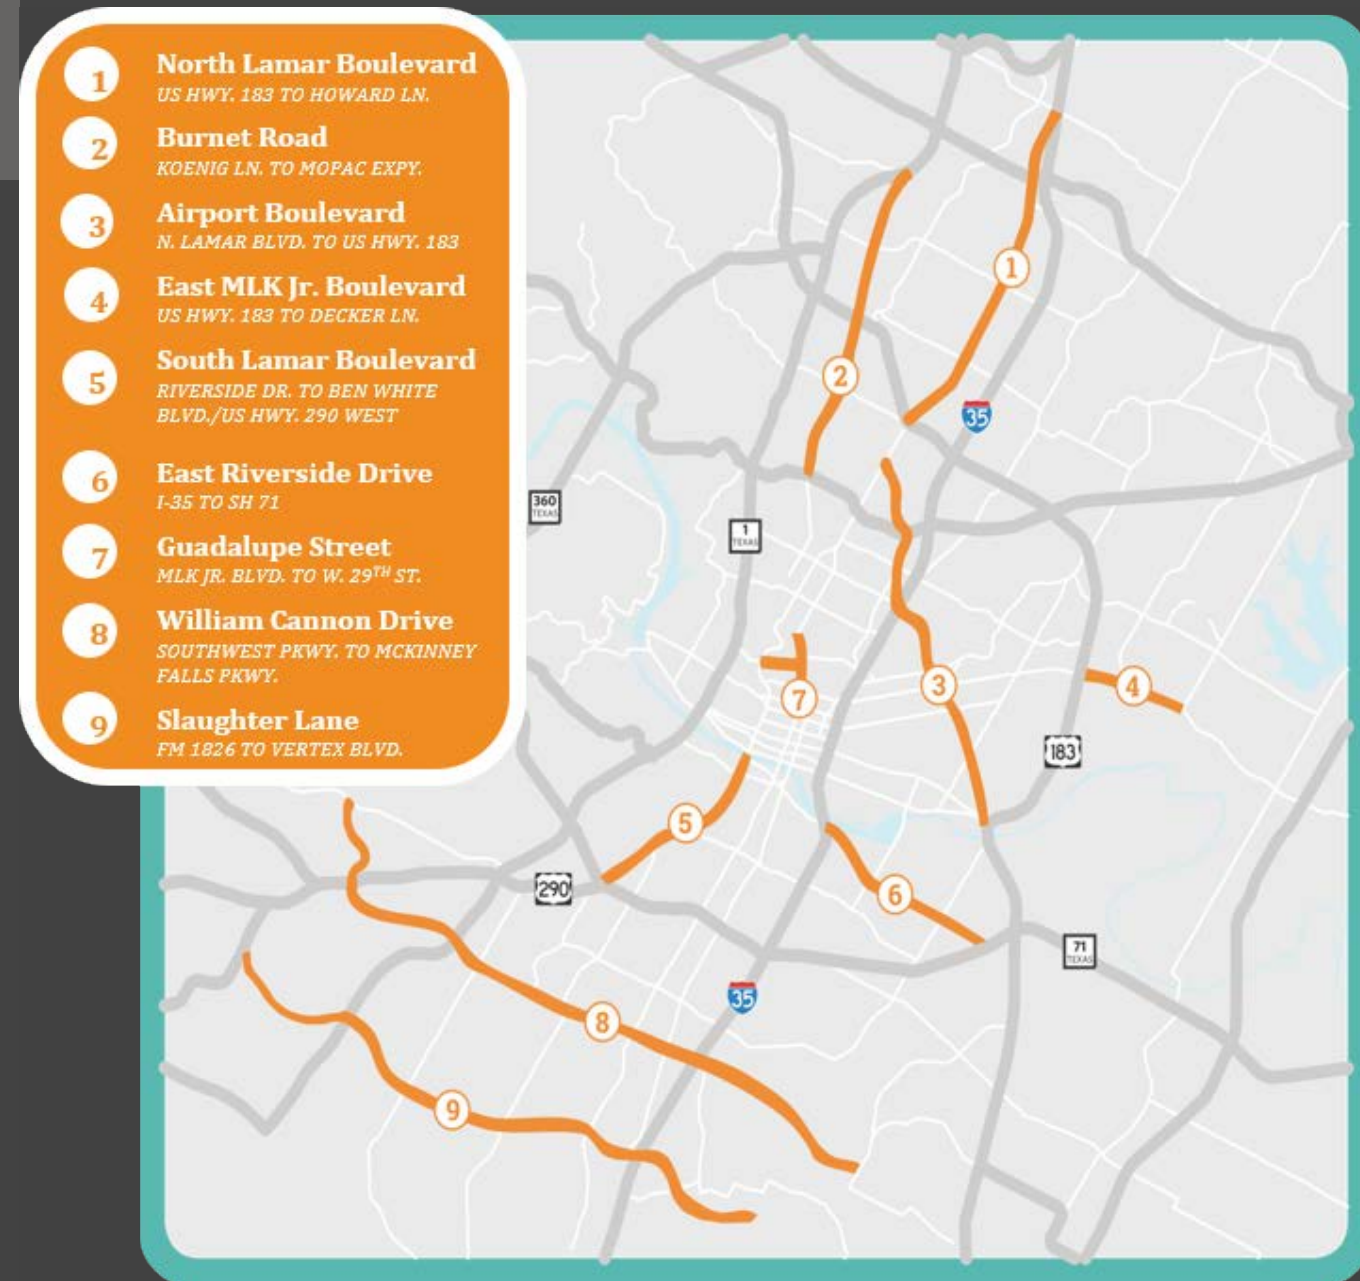 1
North Lamar Boulevard
US HWY. 183 TO HOWARD LN.
2
Burnet Road
KOENIG LN. TO MOPAC EXPY.
3
Airport Boulevard
N. LAMAR BLVD. TO US HWY. 183
4
East MLK Jr. Boulevard
US HWY. 183 TO DECKER LN.
5
South Lamar Boulevard
RIVERSIDE DR. TO BEN WHITE
BLVD./US HWY. 290 WEST
6
East Riverside Drive
I-35 TO SH 71
7
Guadalupe Street
MLK JR. BLVD. TO W. 29TH ST.
8
William Cannon Drive
SOUTHWEST PKWY. TO MCKINNEY
FALLS PKWY.
9
Slaughter Lane
FM 1826 TO VERTEX BLVD.
1
2
35
360
TEXAS
1
TEXAS
3
4
7
183
5
6
290
71
TEXAS
35
8
9